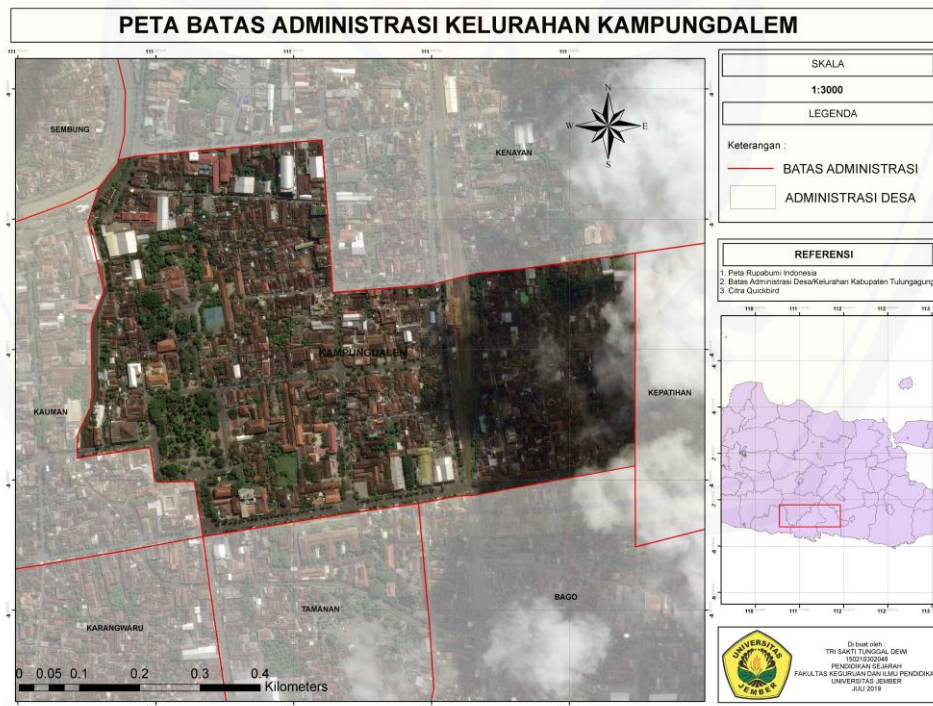 PETA BATAS ADMINISTRASI KELURAHAN KAMPUNGDALEM
SEMBUNG
KENAYAN
N
W
E
S
KAMPUNGDALEM
KEPATIHAN
KAUMAN
KARANGWARU
TAMANAN
BAGO
0 0.05 0.1 0.2 0.3 0.4
Kilometers
SKALA
1:3000
LEGENDA
Keterangan :
BATAS ADMINISTRASI
ADMINISTRASI DESA
REFERENSI
1. Peta Rupabumi Indonesia
2. Batas Administrasi Desa/Kelurahan Kabupaten Tulungagung
3. Citra Quickbird
UNIVERSITAS
JEMBER
Di buat oleh :
TRI SAKTI TUNGGAL DEWI
150210302048
PENDIDIKAN SEJARAH
FAKULTAS KEGURUAN DAN ILMU PENDIDIKA
UNIVERSITAS JEMBER
JULI 2019